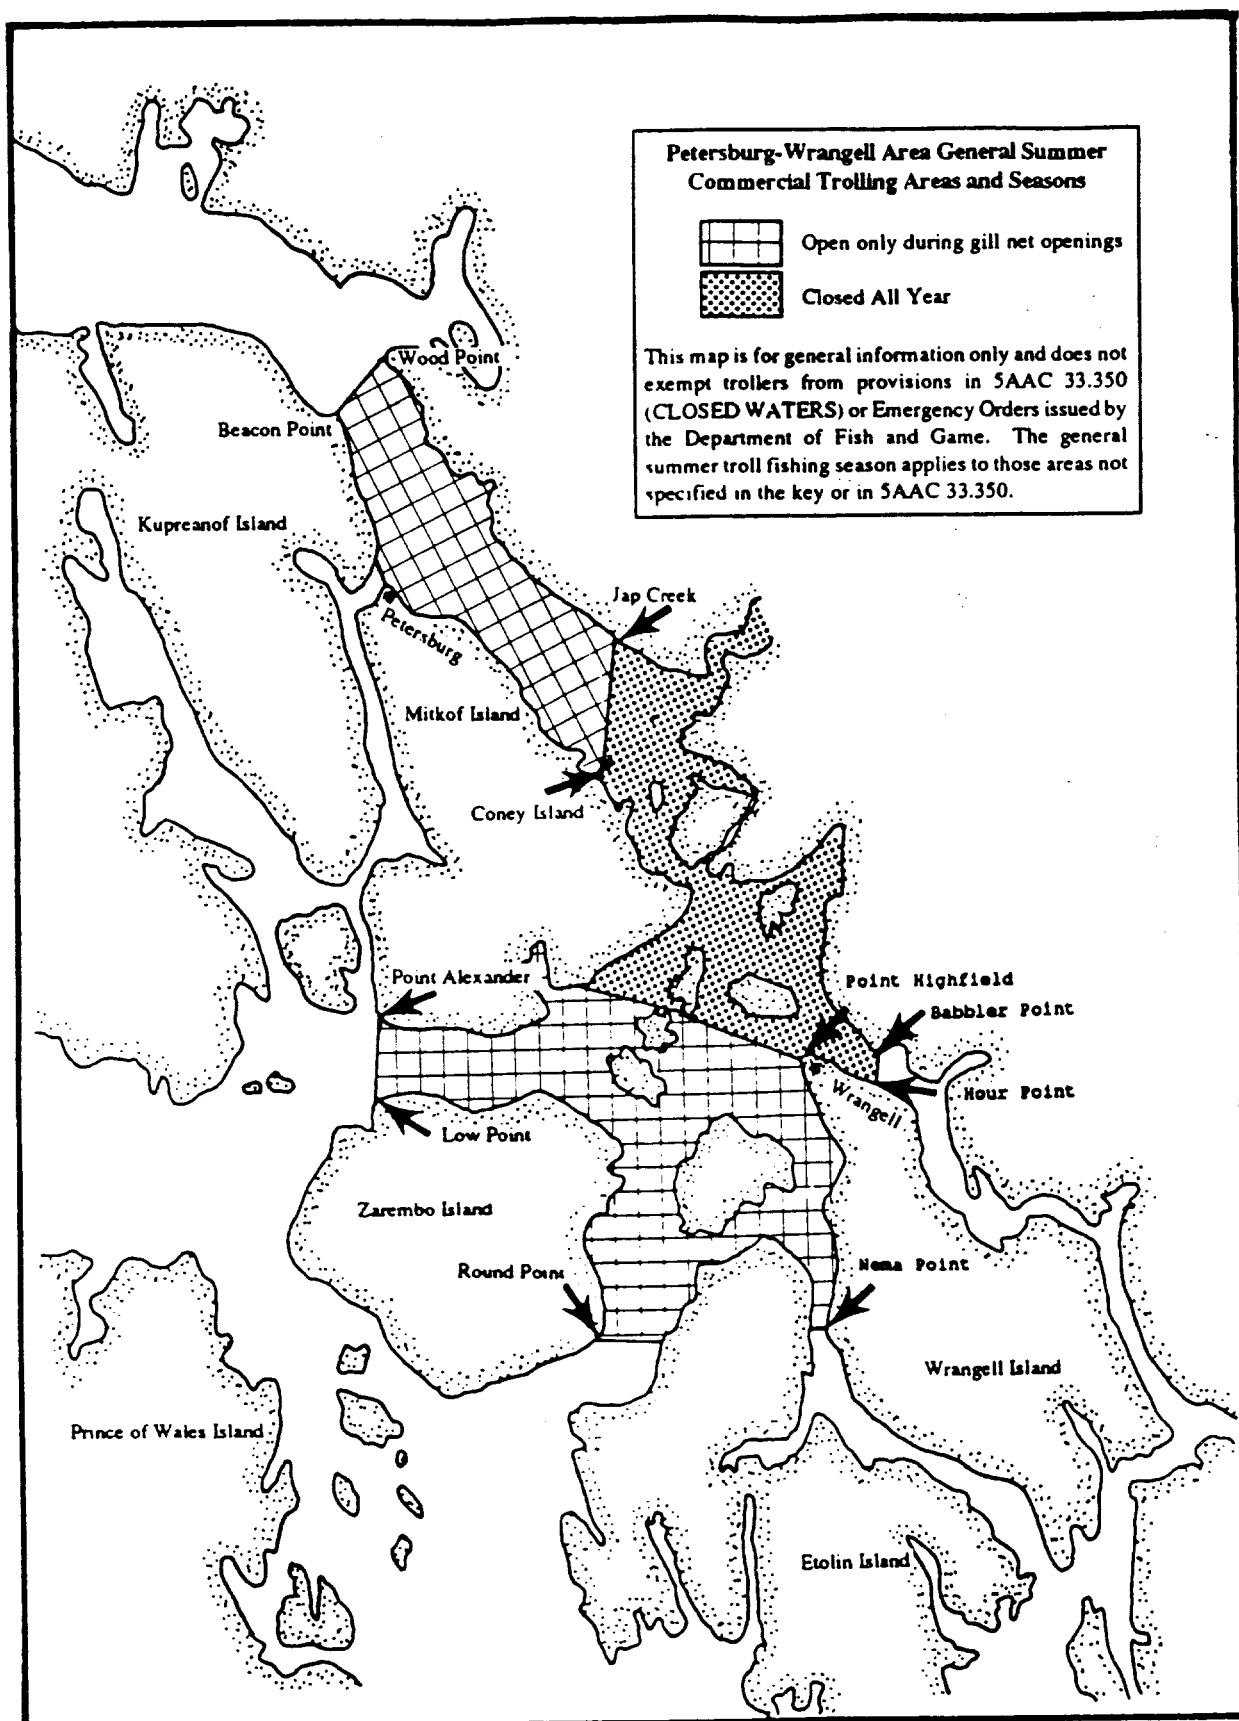 Petersburg-Wrangell Area General Summer
Commercial Trolling Areas and Seasons
Open only during gill net openings
Closed All Year
This map is for general information only and does not
exempt trollers from provisions in 5AAC 33.350
(CLOSED WATERS) or Emergency Orders issued by
the Department of Fish and Game. The general
summer troll fishing season applies to those areas not
specified in the key or in 5AAC 33.350.
Wood Point
Beacon Point
Kupreanof Island
Jap Creek
Petersburg
Mitkof Island
Coney Island
Point Alexander
Point Highfield
Babbler Point
Hour Point
Wrangell
Low Point
Zarembo Island
Round Point
Nema Point
Wrangell Island
Prince of Wales Island
Etolin Island